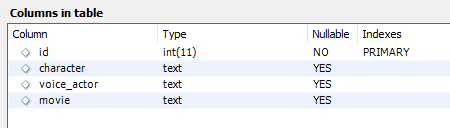 Columns in table
Column Type Nullable Indexes
id int(11) NO PRIMARY
character text YES
voice_actor text YES
movie text YES